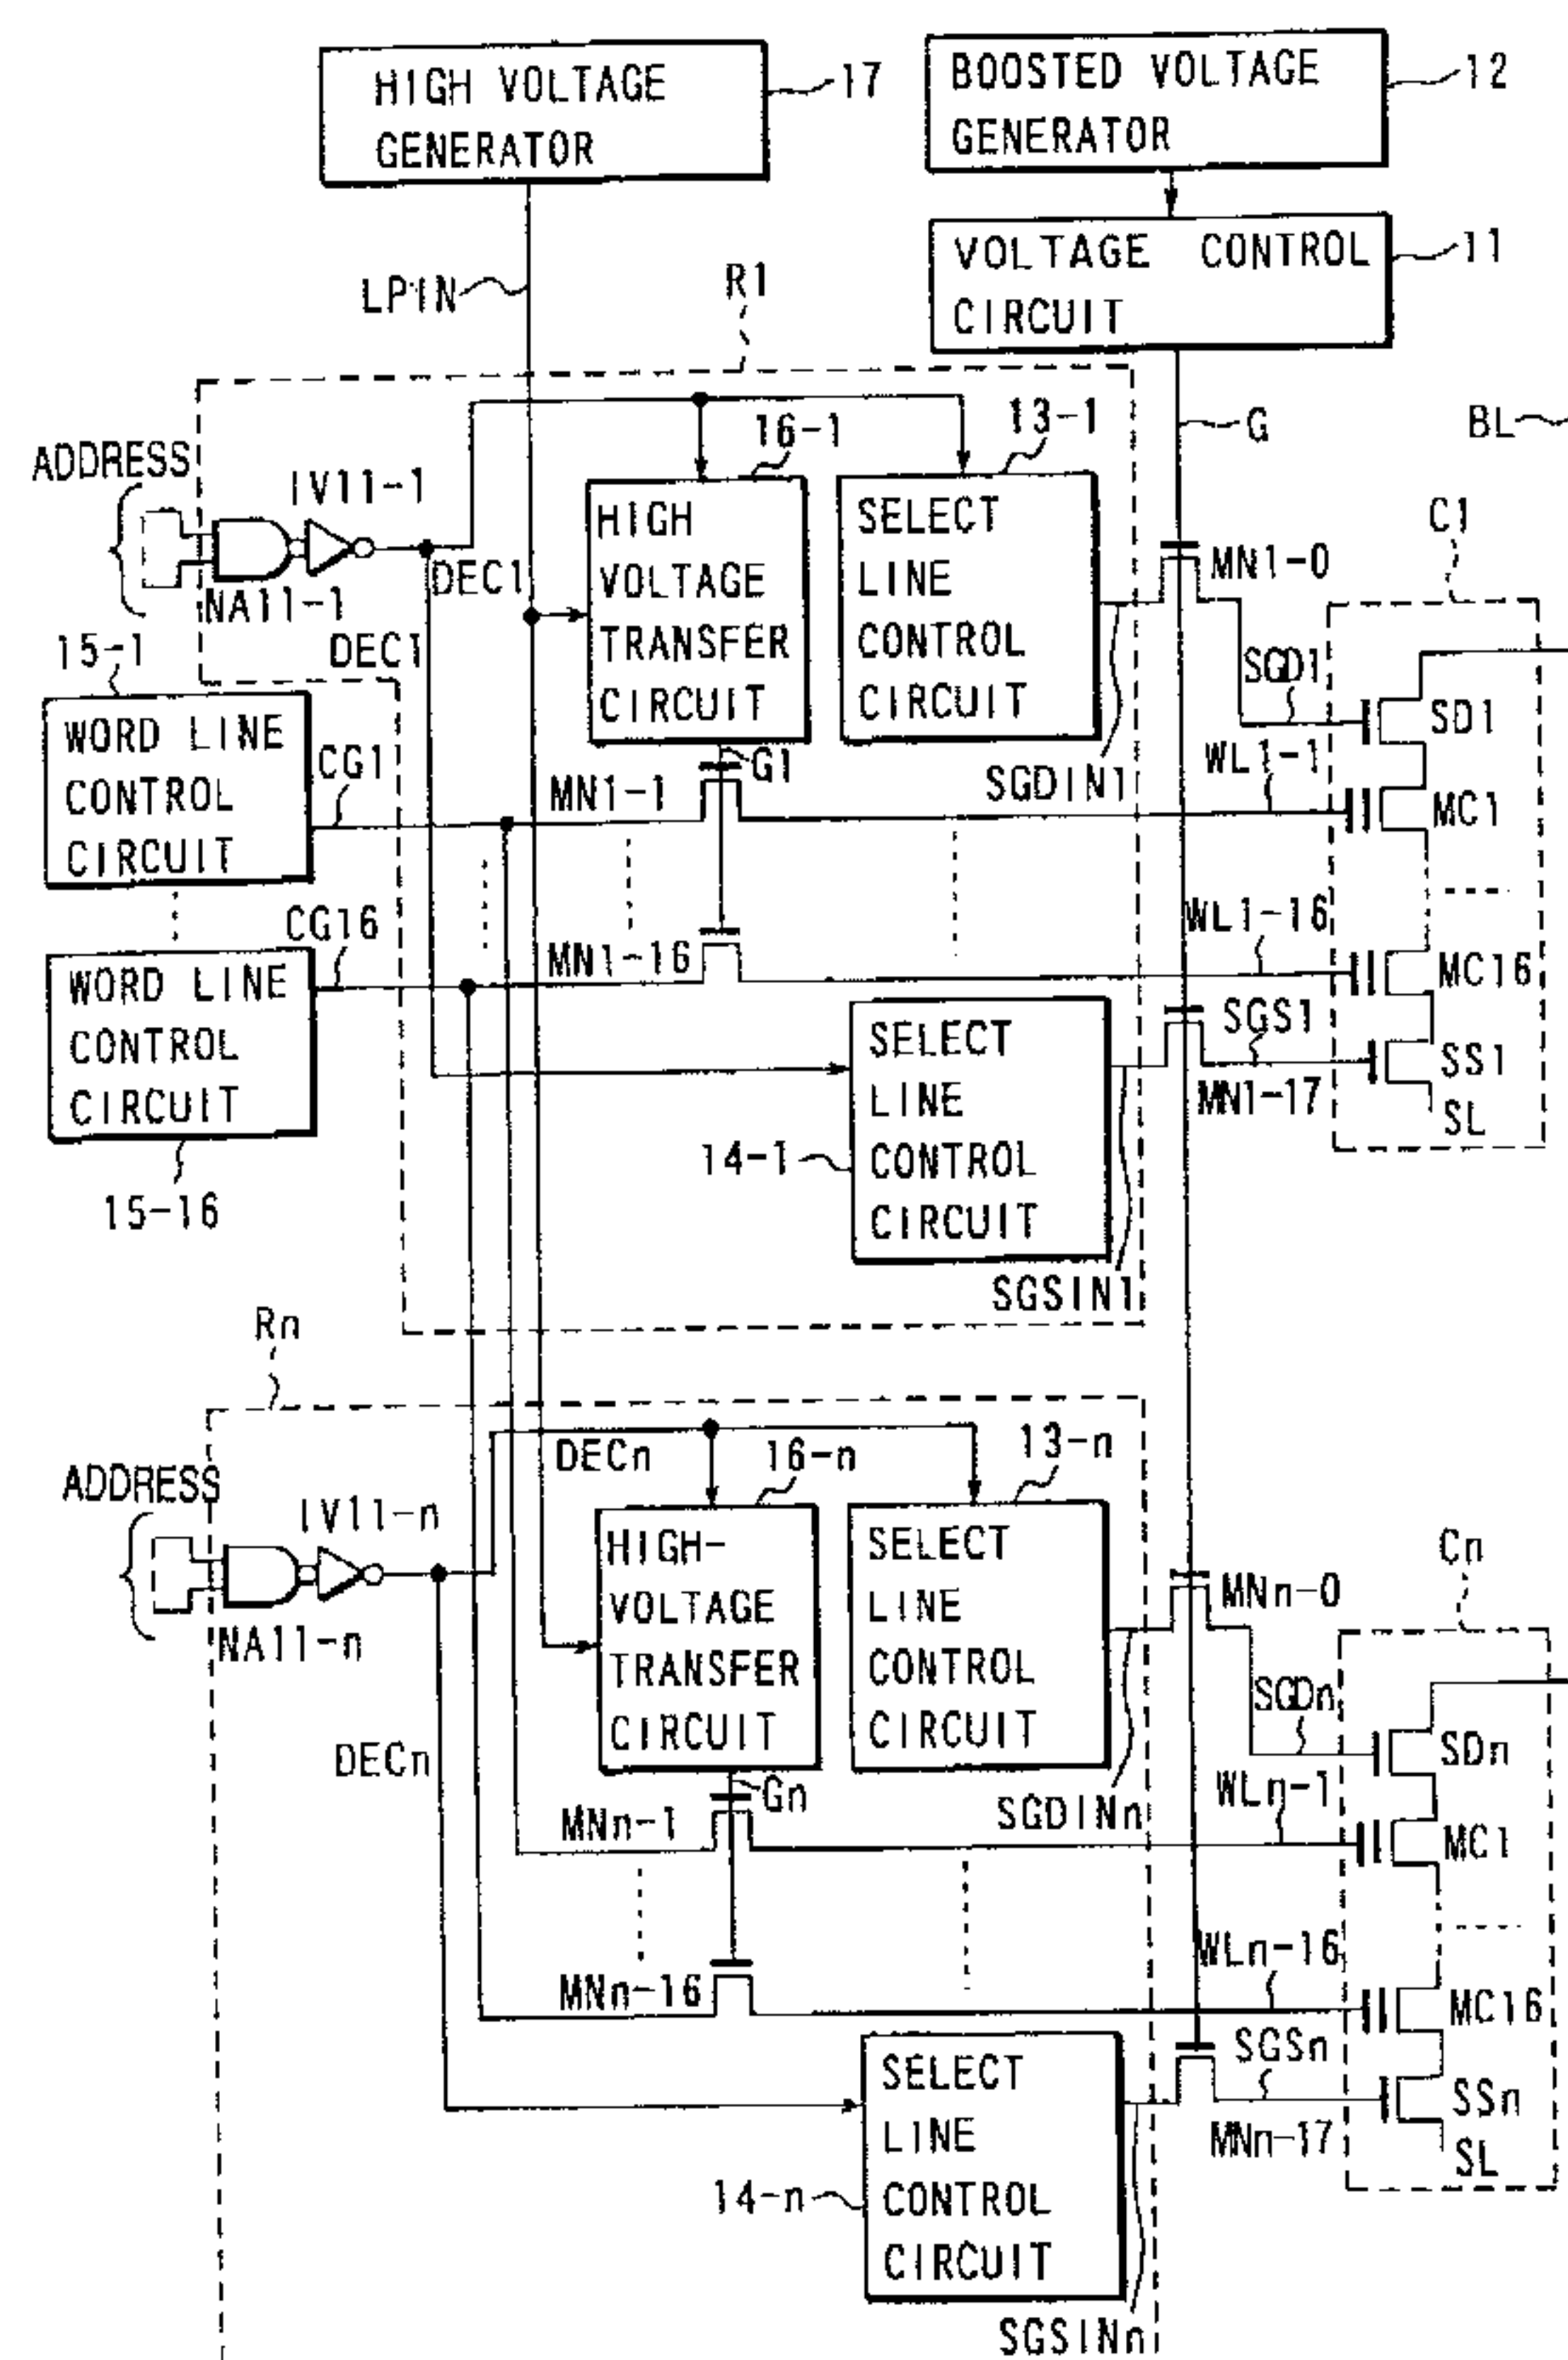 HIGH VOLTAGE
GENERATOR
17
BOOSTED VOLTAGE
GENERATOR
12
VOLTAGE CONTROL
CIRCUIT
11
LPIN
R1
G
BL
ADDRESS
IV11-1
NA11-1
DEC1
DEC1
16-1
HIGH
VOLTAGE
TRANSFER
CIRCUIT
13-1
SELECT
LINE
CONTROL
CIRCUIT
MN1-0
C1
SGD1
SD1
15-1
WORD LINE
CONTROL
CIRCUIT
CG1
MN1-1
G1
SGDIN1
WL1-1
MC1
CG16
WORD LINE
CONTROL
CIRCUIT
15-16
MN1-16
WL1-16
MC16
SELECT
LINE
CONTROL
CIRCUIT
14-1
SGS1
MN1-17
SS1
SL
SGSIN1
Rn
ADDRESS
IV11-n
NA11-n
DECn
DECn
16-n
HIGH-
VOLTAGE
TRANSFER
CIRCUIT
13-n
SELECT
LINE
CONTROL
CIRCUIT
MNn-0
Cn
SGDn
SDn
MNn-1
Gn
SGDINn
WLn-1
MC1
MNn-16
WLn-16
MC16
SELECT
LINE
CONTROL
CIRCUIT
14-n
SGSn
MNn-17
SSn
SL
SGSINn